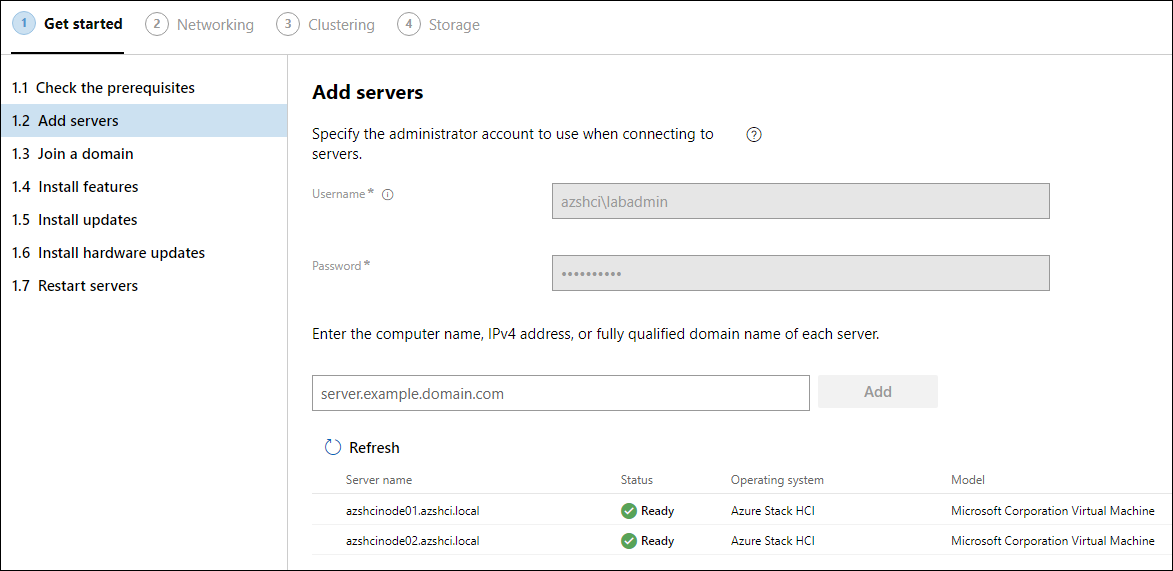 1 Get started 2 Networking 3 Clustering 4 Storage
1.1 Check the prerequisites
1.2 Add servers
1.3 Join a domain
1.4 Install features
1.5 Install updates
1.6 Install hardware updates
1.7 Restart servers
Add servers
Specify the administrator account to use when connecting to
servers.
Username *
azshci\labadmin
Password *
••••••••••
Enter the computer name, IPv4 address, or fully qualified domain name of each server.
server.example.domain.com Add
Refresh
Server name Status Operating system Model
azshcinode01.azshci.local Ready Azure Stack HCI Microsoft Corporation Virtual Machine
azshcinode02.azshci.local Ready Azure Stack HCI Microsoft Corporation Virtual Machine